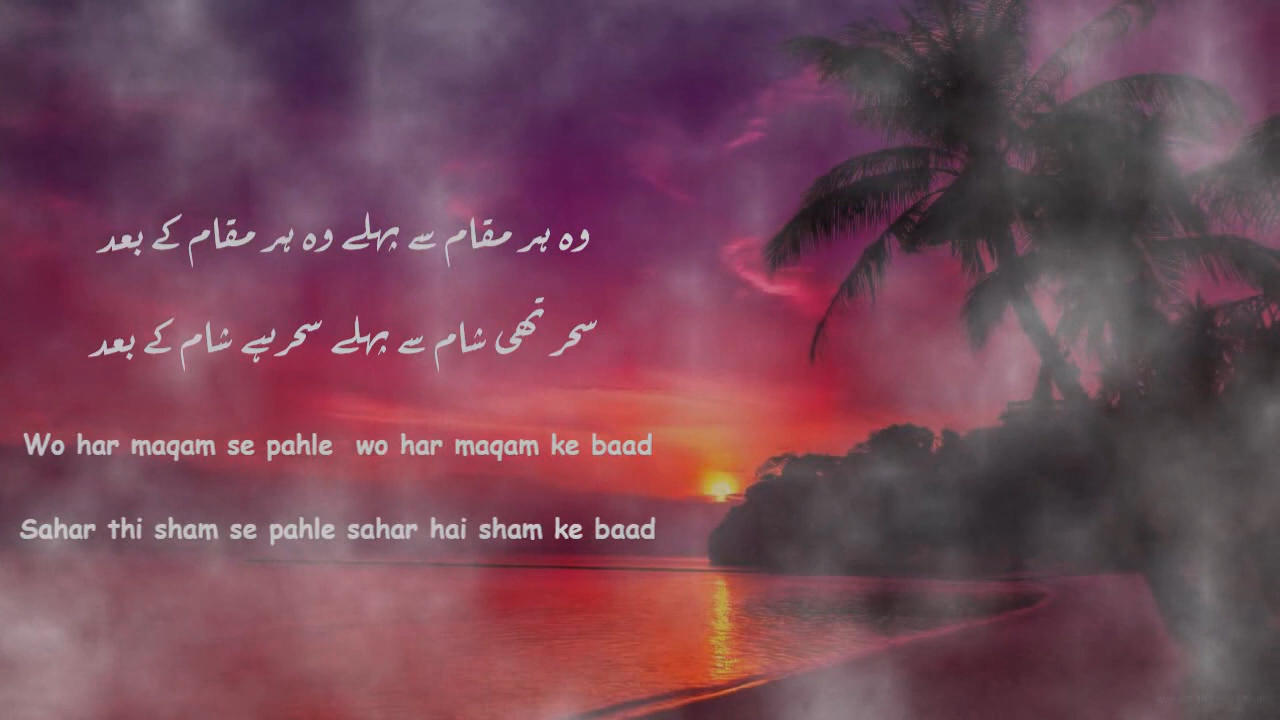 وہ ہر مقام سے پہلے وہ ہر مقام کے بعد
سحر تھی شام سے پہلے سحر ہے شام کے بعد
Wo har maqam se pahle wo har maqam ke baad
Sahar thi sham se pahle sahar hai sham ke baad